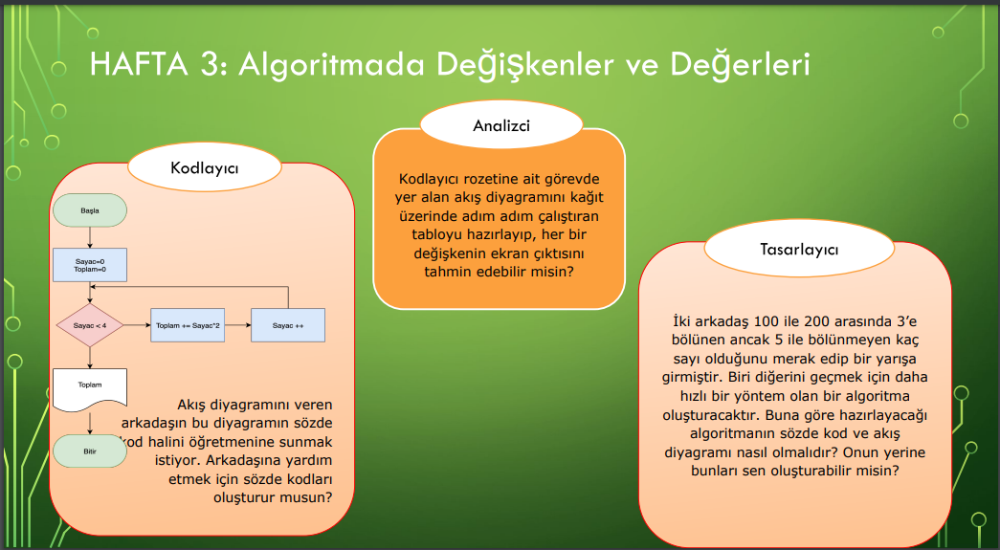 HAFTA 3: Algoritmada Değişkenler ve Değerleri
Kodlayıcı
Başla
Sayac=0
Toplam=0
Sayac < 4
Toplam += Sayac*2
Sayac ++
Toplam
Bitir
Akış diyagramını veren
arkadaşın bu diyagramın sözde
kod halini öğretmenine sunmak
istiyor. Arkadaşına yardım
etmek için sözde kodları
oluşturur musun?
Analizci
Kodlayıcı rozetine ait görevde
yer alan akış diyagramını kağıt
üzerinde adım adım çalıştıran
tabloyu hazırlayıp, her bir
değişkenin ekran çıktısını
tahmin edebilir misin?
Tasarlayıcı
İki arkadaş 100 ile 200 arasında 3’e
bölünen ancak 5 ile bölünmeyen kaç
sayı olduğunu merak edip bir yarışa
girmiştir. Biri diğerini geçmek için daha
hızlı bir yöntem olan bir algoritma
oluşturacaktır. Buna göre hazırlayacağı
algoritmanın sözde kod ve akış
diyagramı nasıl olmalıdır? Onun yerine
bunları sen oluşturabilir misin?